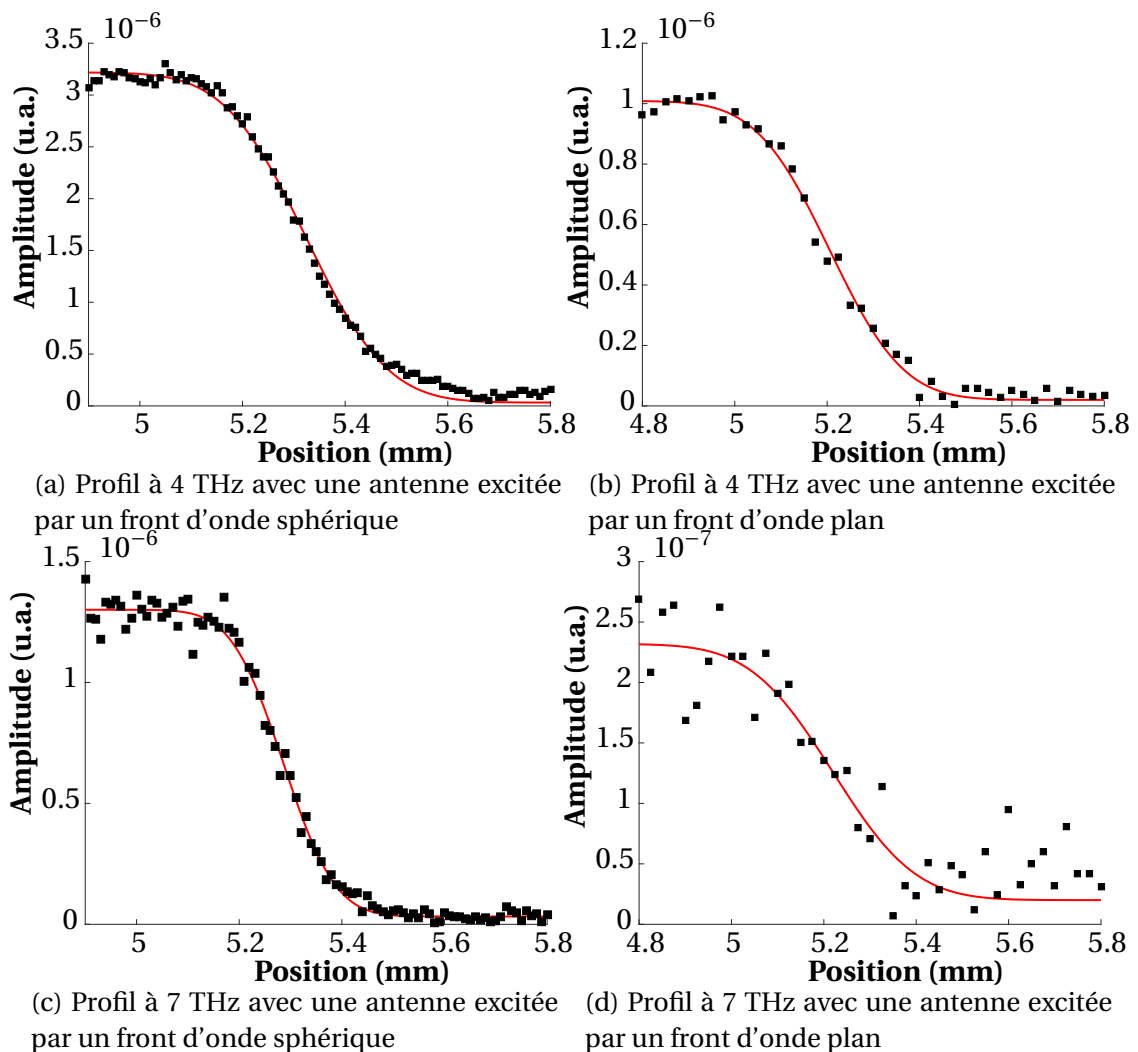 10⁻⁶
3.5
3
2.5
2
1.5
1
0.5
0
5 5.2 5.4 5.6 5.8
Amplitude (u.a.)
Position (mm)
(a) Profil à 4 THz avec une antenne excitée
par un front d'onde sphérique
10⁻⁶
1.2
1
0.8
0.6
0.4
0.2
0
4.8 5 5.2 5.4 5.6 5.8
Amplitude (u.a.)
Position (mm)
(b) Profil à 4 THz avec une antenne excitée
par un front d'onde plan
10⁻⁶
1.5
1
0.5
0
5 5.2 5.4 5.6 5.8
Amplitude (u.a.)
Position (mm)
(c) Profil à 7 THz avec une antenne excitée
par un front d'onde sphérique
10⁻⁷
3
2.5
2
1.5
1
0.5
0
4.8 5 5.2 5.4 5.6 5.8
Amplitude (u.a.)
Position (mm)
(d) Profil à 7 THz avec une antenne excitée
par un front d'onde plan